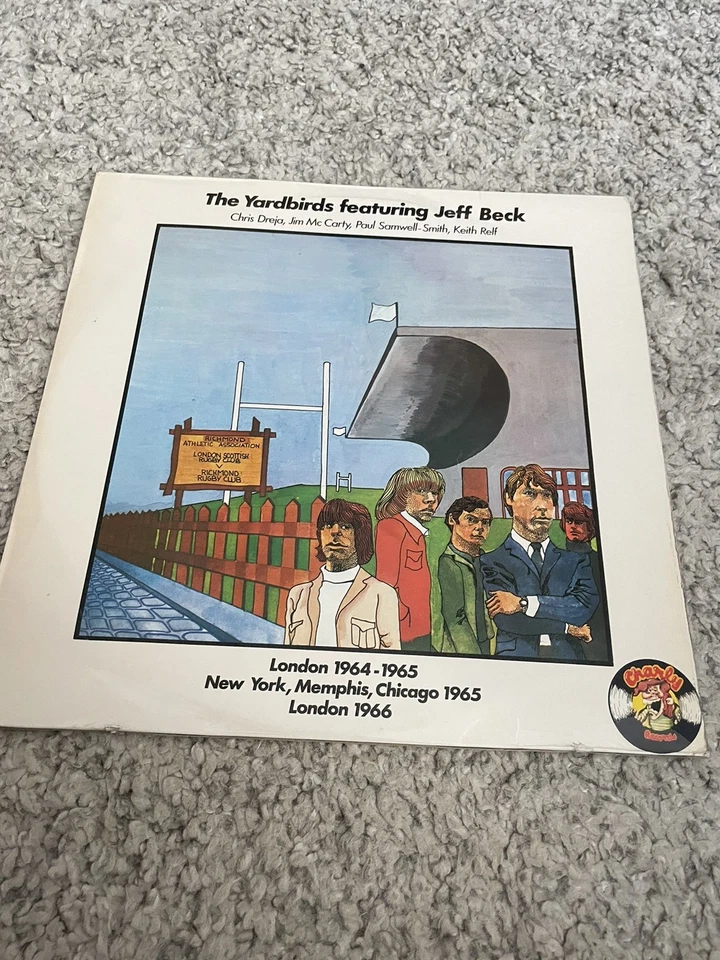 The Yardbirds featuring Jeff Beck
Chris Dreja, Jim Mc Carty, Paul Samwell-Smith, Keith Relf
RICHMOND
ATHLETIC ASSOCIATION
LONDON SCOTTISH
RUGBY CLUB
V
RICHMOND
RUGBY CLUB
London 1964-1965
New York, Memphis, Chicago 1965
London 1966
Charly
Records